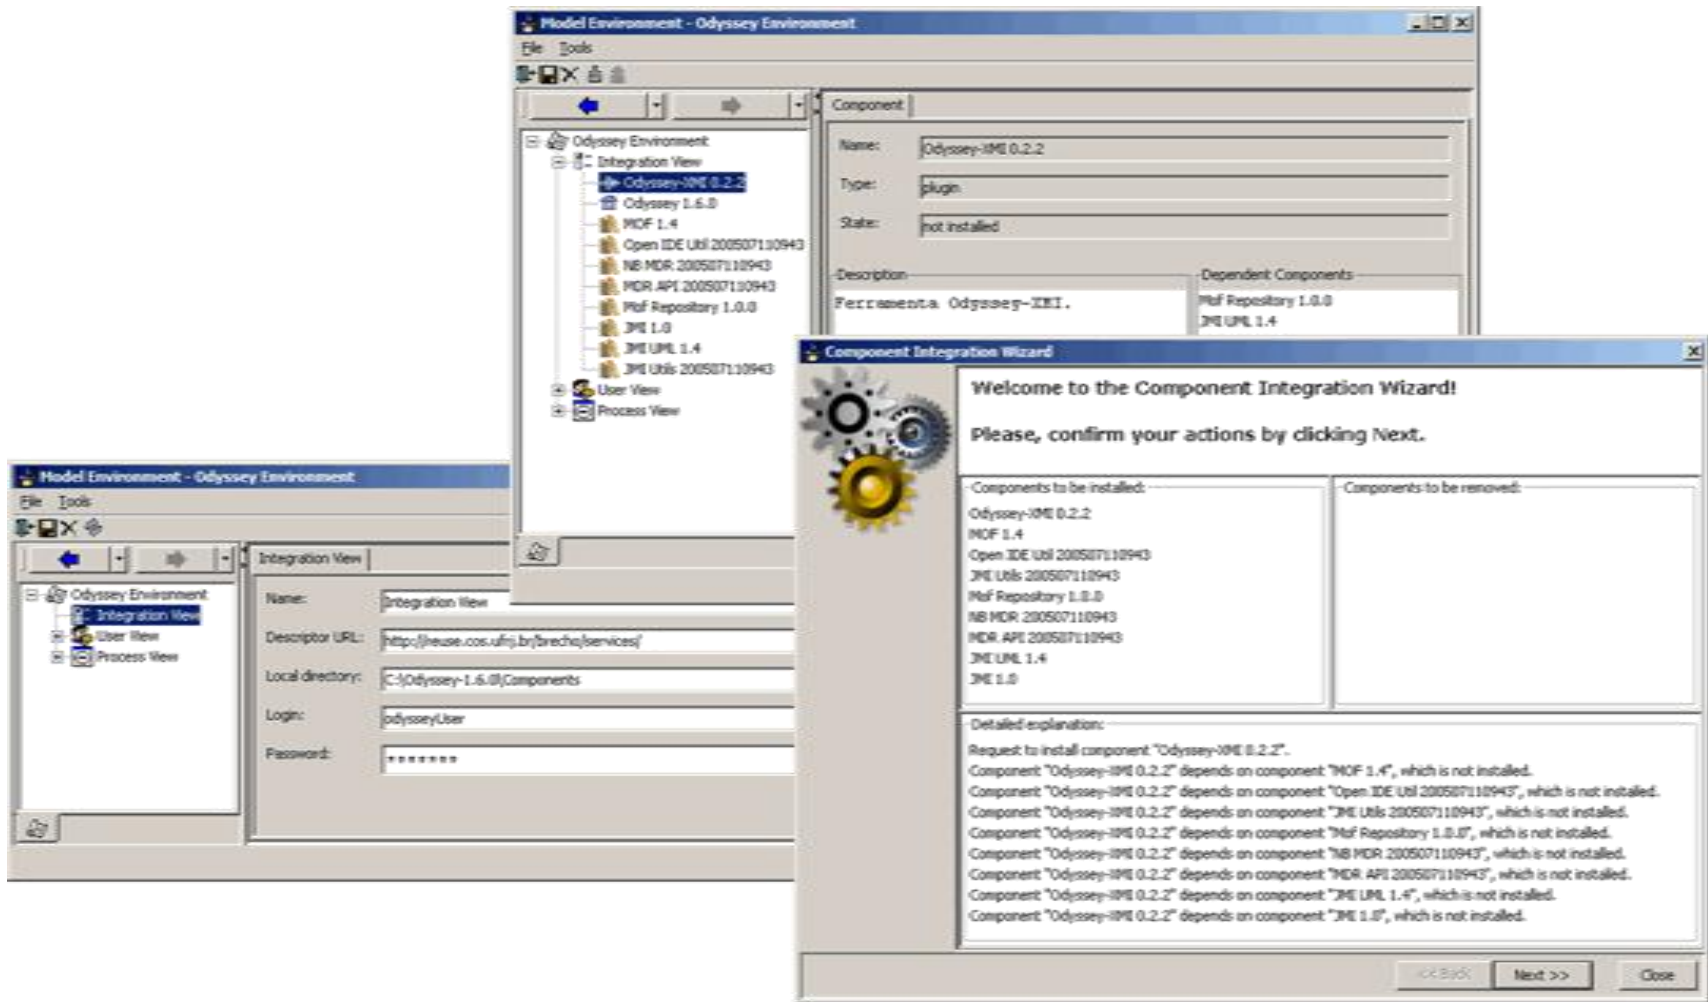 Model Environment - Odyssey Environment
File Tools
Component
Odyssey Environment
Integration View
Odyssey-XMI 0.2.2
Odyssey 1.6.0
MOF 1.4
Open IDE Util 200507110943
NB MDR 200507110943
MDR API 200507110943
Mof Repository 1.0.0
JMI 1.0
JMI UML 1.4
JMI Utils 200507110943
User View
Process View
Name: Odyssey-XMI 0.2.2
Type: plugin
State: not installed
Description
Ferramenta Odyssey-XMI.
Dependent Components
Mof Repository 1.0.0
JMI UML 1.4
Model Environment - Odyssey Environment
File Tools
Integration View
Odyssey Environment
Integration View
User View
Process View
Name: Integration View
Descriptor URL: http://reuse.cos.ufrj.br/brecho/services/
Local directory: C:\Odyssey-1.6.0\Components
Login: odysseyUser
Password: *******
Component Integration Wizard
Welcome to the Component Integration Wizard!
Please, confirm your actions by clicking Next.
Components to be installed:
Odyssey-XMI 0.2.2
MOF 1.4
Open IDE Util 200507110943
JMI Utils 200507110943
Mof Repository 1.0.0
NB MDR 200507110943
MDR API 200507110943
JMI UML 1.4
JMI 1.0
Components to be removed:
Detailed explanation:
Request to install component "Odyssey-XMI 0.2.2".
Component "Odyssey-XMI 0.2.2" depends on component "MOF 1.4", which is not installed.
Component "Odyssey-XMI 0.2.2" depends on component "Open IDE Util 200507110943", which is not installed.
Component "Odyssey-XMI 0.2.2" depends on component "JMI Utils 200507110943", which is not installed.
Component "Odyssey-XMI 0.2.2" depends on component "Mof Repository 1.0.0", which is not installed.
Component "Odyssey-XMI 0.2.2" depends on component "NB MDR 200507110943", which is not installed.
Component "Odyssey-XMI 0.2.2" depends on component "MDR API 200507110943", which is not installed.
Component "Odyssey-XMI 0.2.2" depends on component "JMI UML 1.4", which is not installed.
Component "Odyssey-XMI 0.2.2" depends on component "JMI 1.0", which is not installed.
<< Back Next >> Close